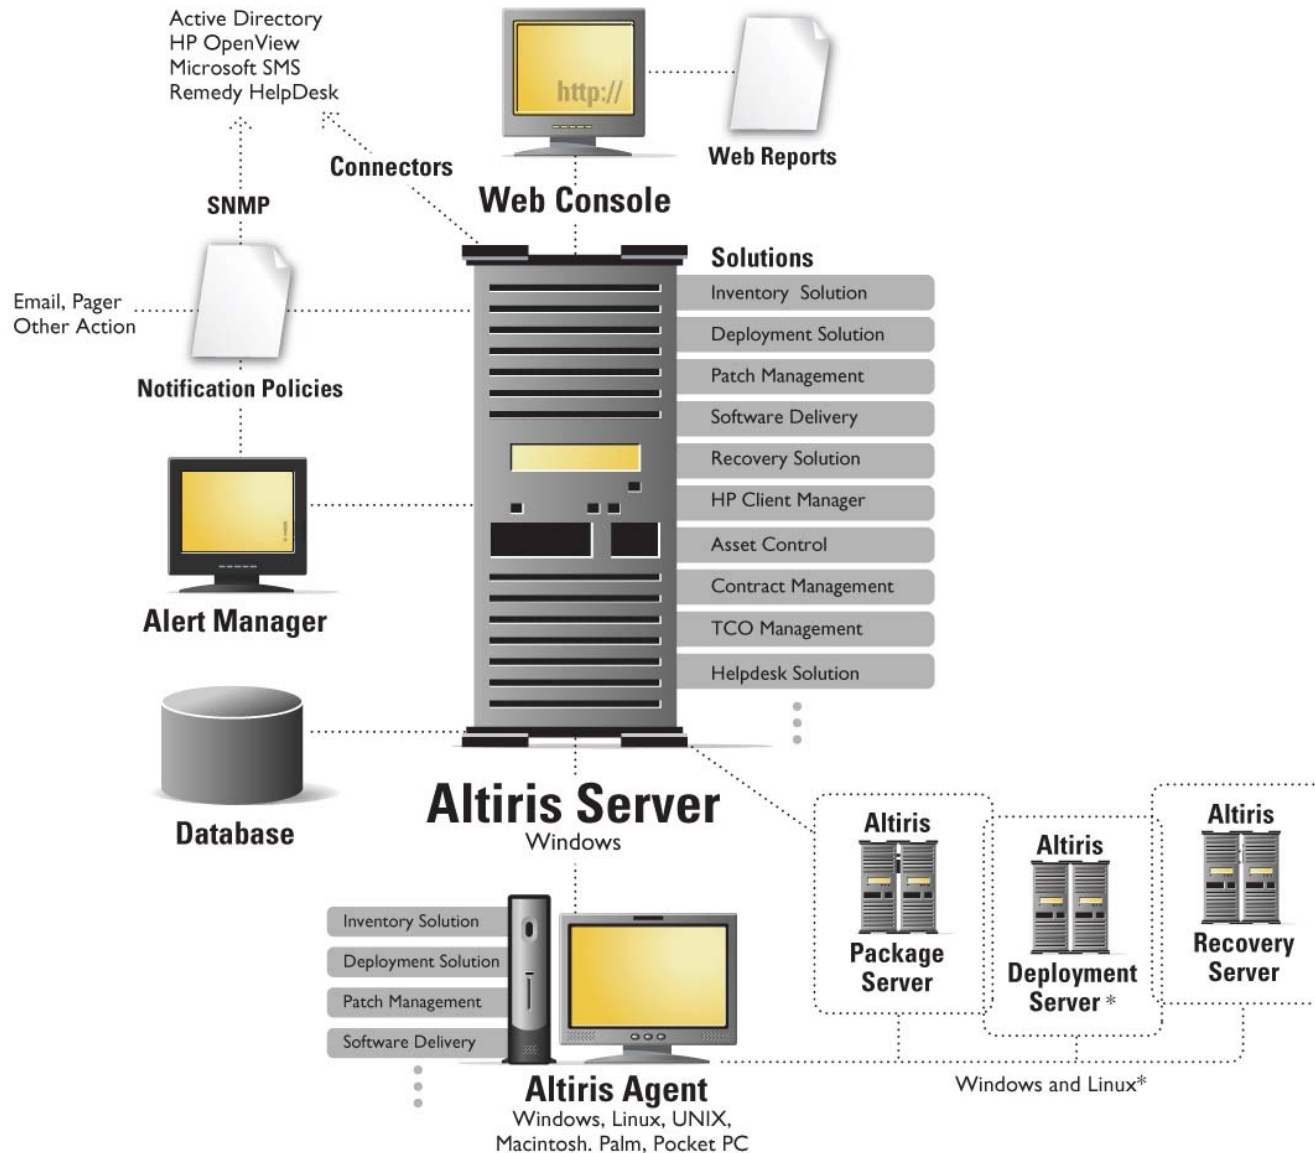 Active Directory
HP OpenView
Microsoft SMS
Remedy HelpDesk
http://
Web Reports
Connectors
Web Console
SNMP
Email, Pager
Other Action
Notification Policies
Alert Manager
Database
Solutions
Inventory Solution
Deployment Solution
Patch Management
Software Delivery
Recovery Solution
HP Client Manager
Asset Control
Contract Management
TCO Management
Helpdesk Solution
Altiris Server
Windows
Altiris
Package
Server
Altiris
Deployment
Server *
Altiris
Recovery
Server
Windows and Linux*
Inventory Solution
Deployment Solution
Patch Management
Software Delivery
Altiris Agent
Windows, Linux, UNIX,
Macintosh. Palm, Pocket PC